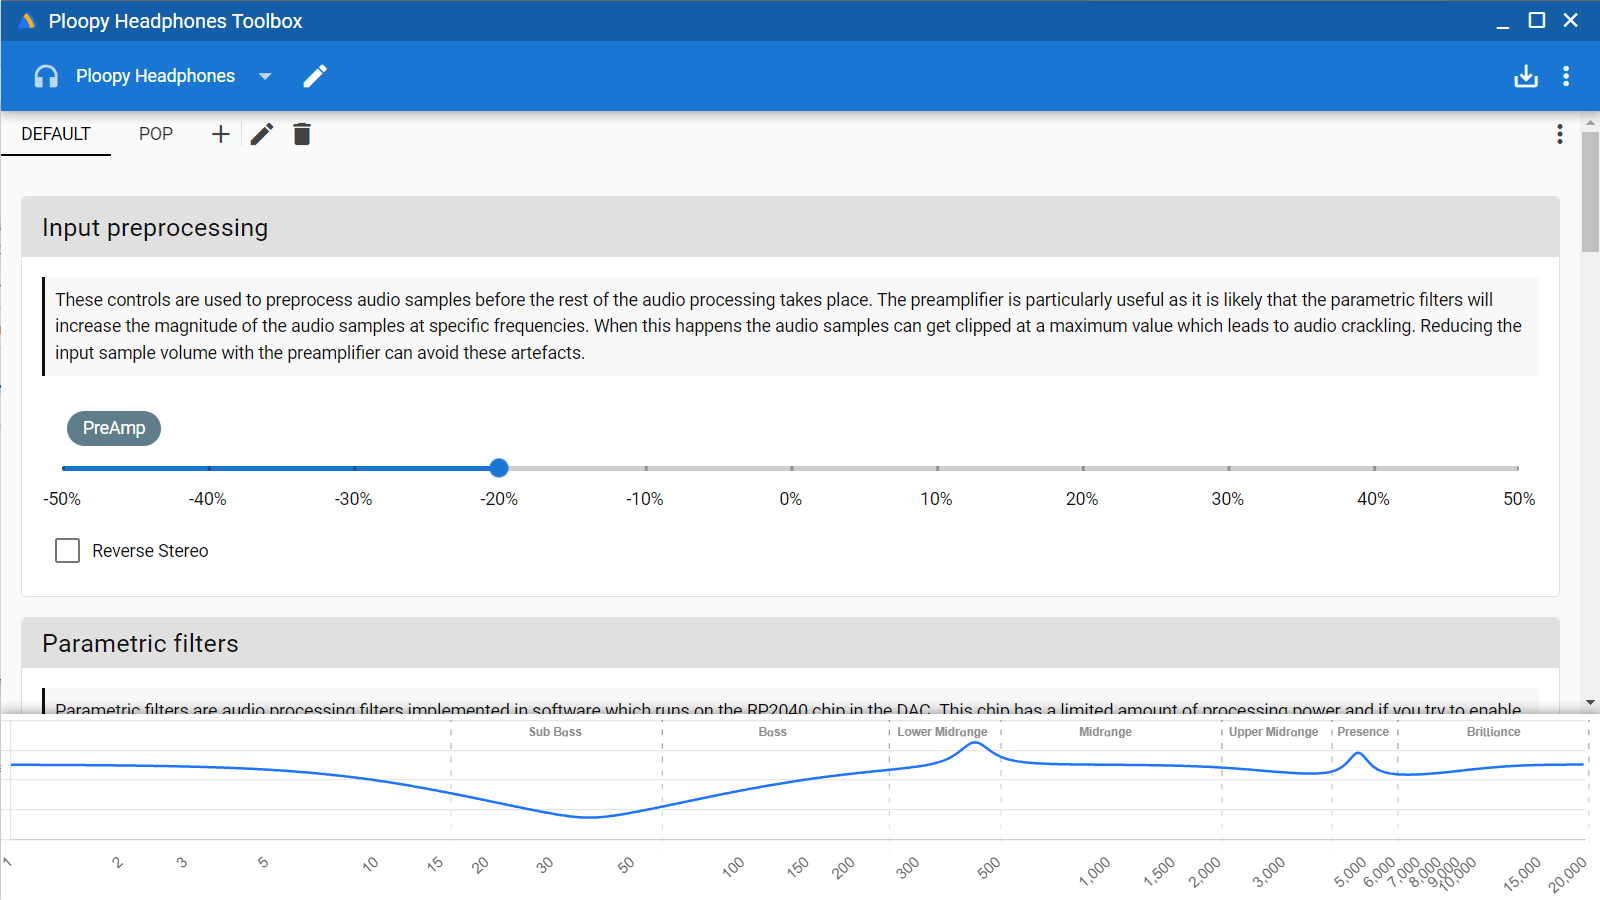 Ploopy Headphones Toolbox
Ploopy Headphones
DEFAULT POP
Input preprocessing
These controls are used to preprocess audio samples before the rest of the audio processing takes place. The preamplifier is particularly useful as it is likely that the parametric filters will
increase the magnitude of the audio samples at specific frequencies. When this happens the audio samples can get clipped at a maximum value which leads to audio crackling. Reducing the
input sample volume with the preamplifier can avoid these artefacts.
PreAmp
-50% -40% -30% -20% -10% 0% 10% 20% 30% 40% 50%
Reverse Stereo
Parametric filters
Parametric filters are audio processing filters implemented in software which runs on the RP2040 chip in the DAC. This chip has a limited amount of processing power and if you try to enable
Sub Bass Bass Lower Midrange Midrange Upper Midrange Presence Brilliance
1 2 3 5 10 15 20 30 50 100 150 200 300 500 1,000 1,500 2,000 3,000 5,000 6,000 7,000 8,000 9,000 10,000 15,000 20,000